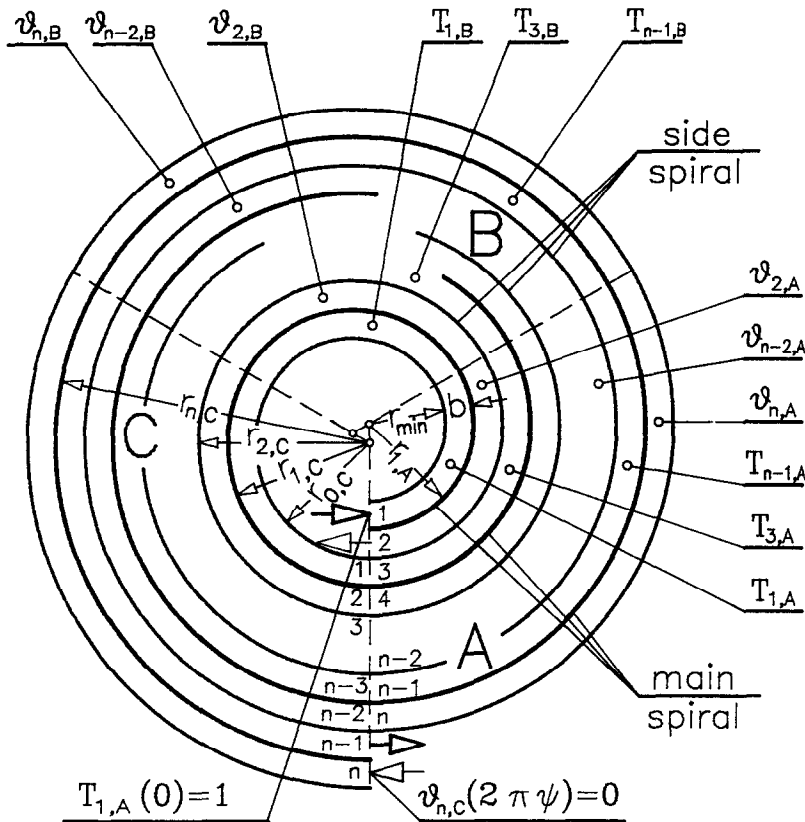 ϑn,B ϑn-2,B ϑ2,B T1,B T3,B Tn-1,B
side
spiral
B
ϑ2,A
ϑn-2,A
ϑn,A
Tn-1,A
T3,A
T1,A
C
rn,C r2,C r1,C r0,C
rmin b
r1,A
1
2
1 3
2 4
3
A
n-2
n-3 n-1
n-2 n
n-1
n
main
spiral
T1,A (0)=1 ϑn,C(2 π ψ)=0